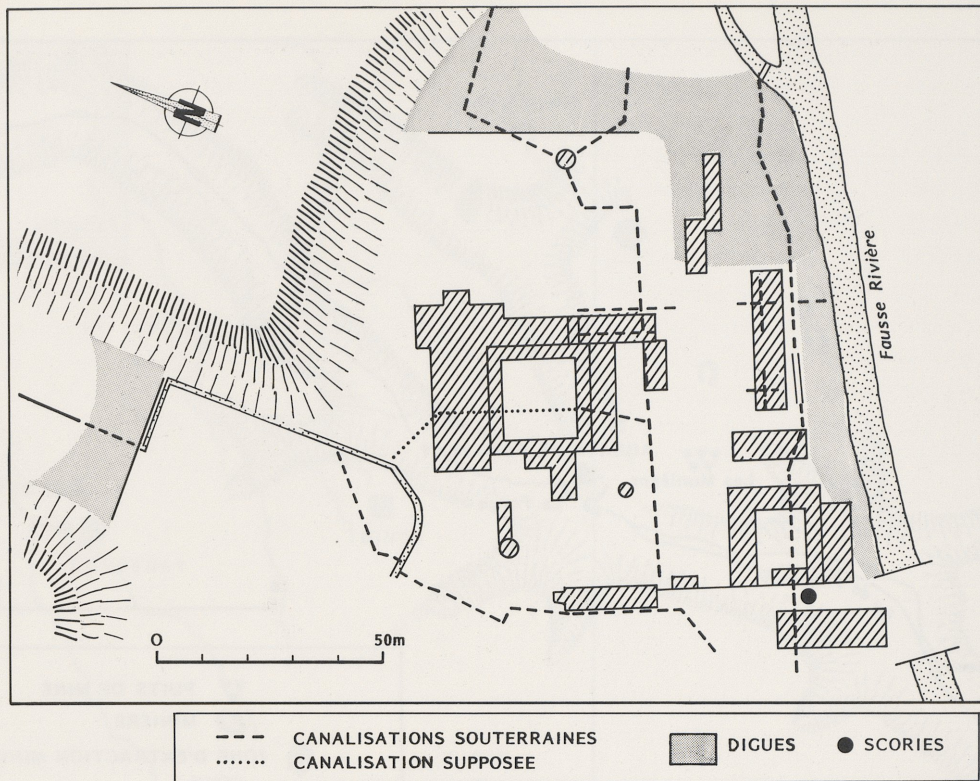 N
Fausse Rivière
0 50m
CANALISATIONS SOUTERRAINES
CANALISATION SUPPOSEE
DIGUES
SCORIES